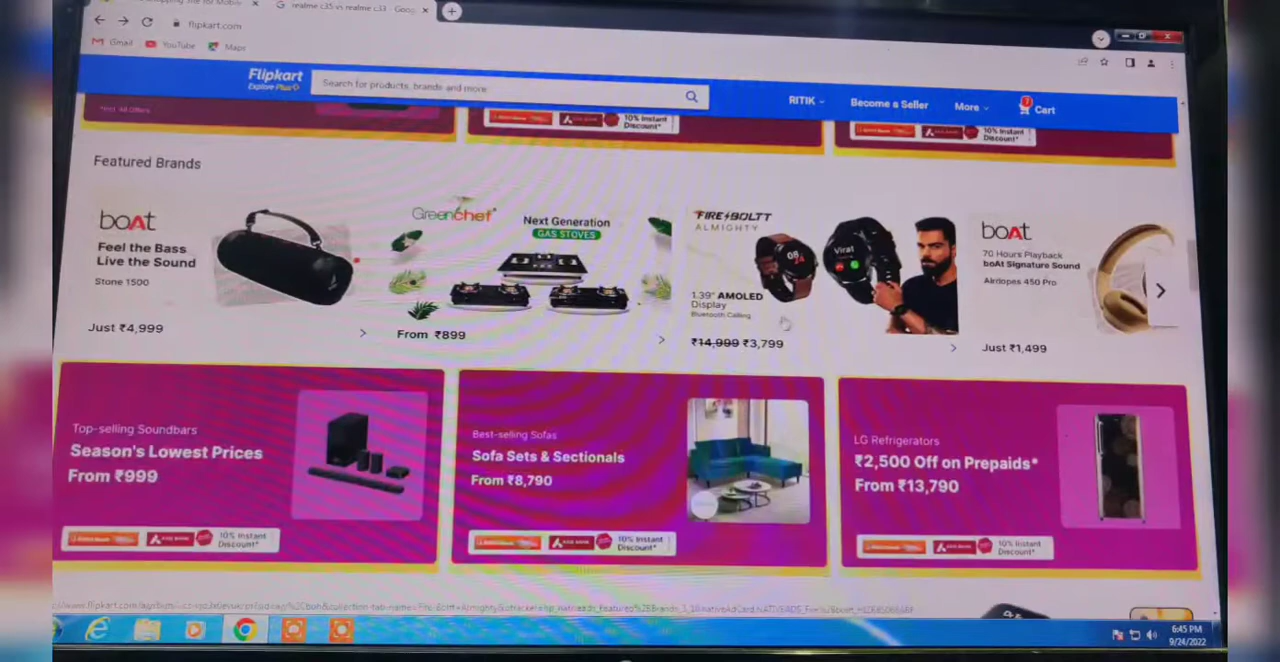 realme c35 vs realme c33 - Goog
flipkart.com
Gmail
YouTube
Maps
Flipkart
Explore Plus
Search for products, brands and more
RITIK
Become a Seller
More
Cart
10% Instant
Discount*
10% Instant
Discount*
Featured Brands
boAt
Feel the Bass
Live the Sound
Stone 1500
Just ₹4,999
Greenchef
Next Generation
GAS STOVES
From ₹899
FIRE-BOLTT
ALMIGHTY
08
Virat
1.39" AMOLED
Display
Bluetooth Calling
₹14,999 ₹3,799
boAt
70 Hours Playback
boAt Signature Sound
Just ₹1,499
Top-selling Soundbars
Season's Lowest Prices
From ₹999
10% Instant
Discount*
Best-selling Sofas
Sofa Sets & Sectionals
From ₹8,790
AXIS BANK
10% Instant
Discount*
LG Refrigerators
₹2,500 Off on Prepaids*
From ₹13,790
10% Instant
Discount*
6:45 PM
9/24/2022